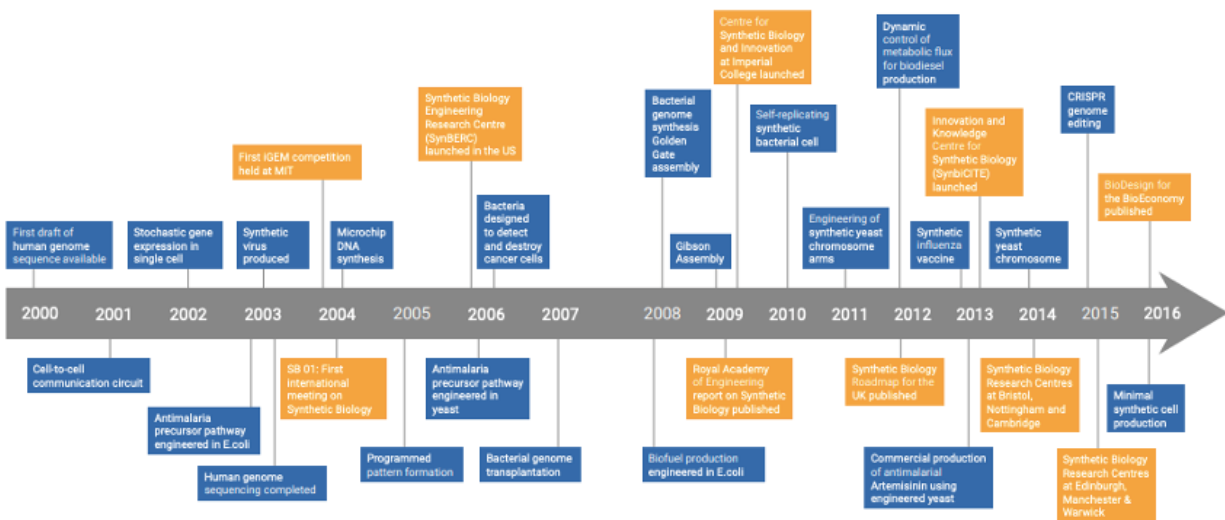 Centre for
Synthetic Biology
and Innovation
at Imperial
College launched
Dynamic
control of
metabolic flux
for biodiesel
production
Synthetic Biology
Engineering
Research Centre
(SynBERC)
launched in the US
Bacterial
genome
synthesis
Golden
Gate
assembly
Self-replicating
synthetic
bacterial cell
Innovation and
Knowledge
Centre for
Synthetic Biology
(SynbiCITE)
launched
CRISPR
genome
editing
First IGEM competition
held at MIT
BioDesign for
the BioEconomy
published
First draft of
human genome
sequence available
Stochastic gene
expression in
single cell
Synthetic
virus
produced
Microchip
DNA
synthesis
Bacteria
designed
to detect
and destroy
cancer cells
Gibson
Assembly
Engineering of
synthetic yeast
chromosome
arms
Synthetic
influenza
vaccine
Synthetic
yeast
chromosome
2000 2001 2002 2003 2004 2005 2006 2007 2008 2009 2010 2011 2012 2013 2014 2015 2016
Cell-to-cell
communication circuit
Antimalaria
precursor pathway
engineered in E.coli
Human genome
sequencing completed
SB 01: First
international
meeting on
Synthetic Biology
Programmed
pattern formation
Antimalaria
precursor pathway
engineered in
yeast
Bacterial genome
transplantation
Biofuel production
engineered in E.coli
Royal Academy
of Engineering
report on Synthetic
Biology published
Synthetic Biology
Roadmap for the
UK published
Commercial production
of antimalarial
Artemisinin using
engineered yeast
Synthetic Biology
Research Centres
at Bristol,
Nottingham and
Cambridge
Synthetic Biology
Research Centres
at Edinburgh,
Manchester &
Warwick
Minimal
synthetic cell
production